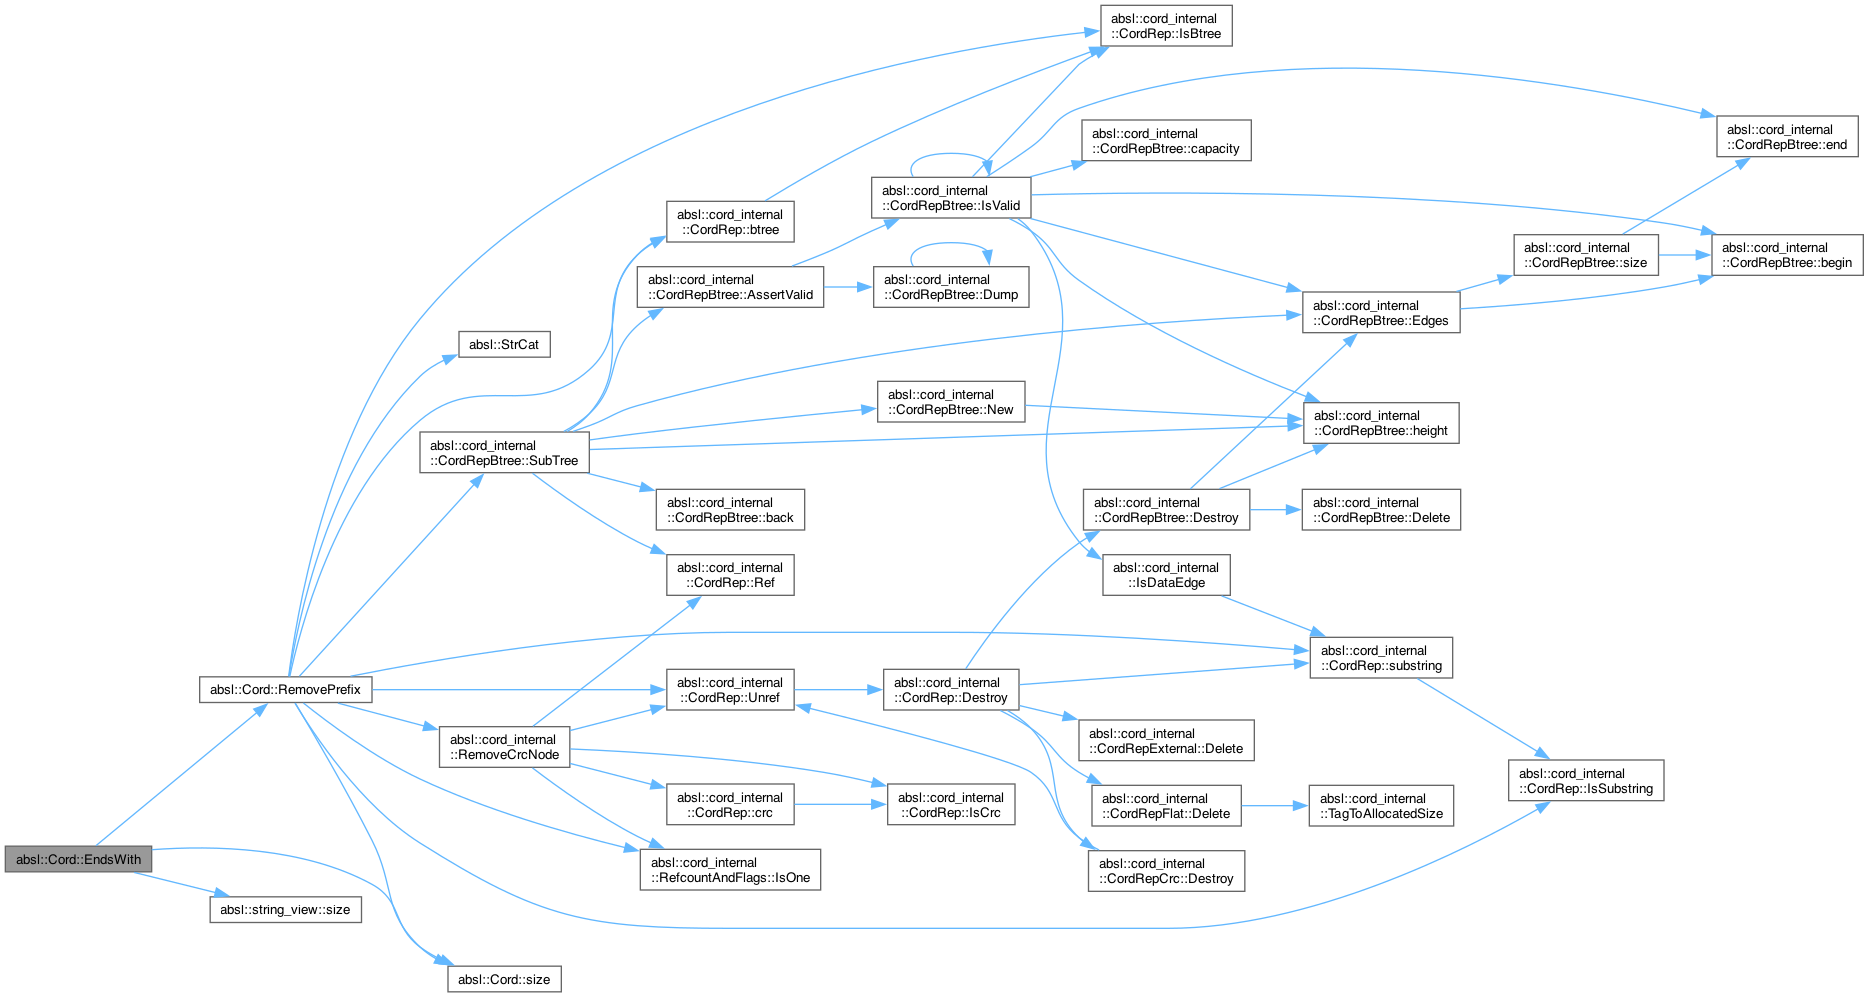 absl::cord_internal
::CordRep::IsBtree
absl::cord_internal
::CordRepBtree::end
absl::cord_internal
::CordRepBtree::capacity
absl::cord_internal
::CordRepBtree::IsValid
absl::cord_internal
::CordRep::btree
absl::cord_internal
::CordRepBtree::size
absl::cord_internal
::CordRepBtree::begin
absl::cord_internal
::CordRepBtree::AssertValid
absl::cord_internal
::CordRepBtree::Dump
absl::cord_internal
::CordRepBtree::Edges
absl::StrCat
absl::cord_internal
::CordRepBtree::New
absl::cord_internal
::CordRepBtree::height
absl::cord_internal
::CordRepBtree::SubTree
absl::cord_internal
::CordRepBtree::back
absl::cord_internal
::CordRepBtree::Destroy
absl::cord_internal
::CordRepBtree::Delete
absl::cord_internal
::CordRep::Ref
absl::cord_internal
::IsDataEdge
absl::cord_internal
::CordRep::substring
absl::Cord::RemovePrefix
absl::cord_internal
::CordRep::Unref
absl::cord_internal
::CordRep::Destroy
absl::cord_internal
::RemoveCrcNode
absl::cord_internal
::CordRepExternal::Delete
absl::cord_internal
::CordRep::IsSubstring
absl::cord_internal
::CordRep::crc
absl::cord_internal
::CordRep::IsCrc
absl::cord_internal
::CordRepFlat::Delete
absl::cord_internal
::TagToAllocatedSize
absl::Cord::EndsWith
absl::cord_internal
::RefcountAndFlags::IsOne
absl::cord_internal
::CordRepCrc::Destroy
absl::string_view::size
absl::Cord::size